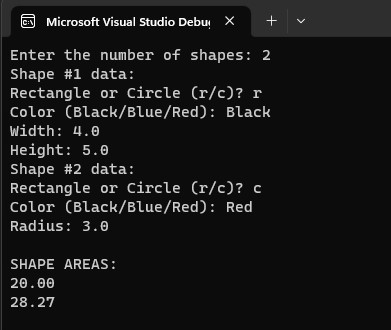 Microsoft Visual Studio Debug
Enter the number of shapes: 2
Shape #1 data:
Rectangle or Circle (r/c)? r
Color (Black/Blue/Red): Black
Width: 4.0
Height: 5.0
Shape #2 data:
Rectangle or Circle (r/c)? c
Color (Black/Blue/Red): Red
Radius: 3.0
SHAPE AREAS:
20.00
28.27